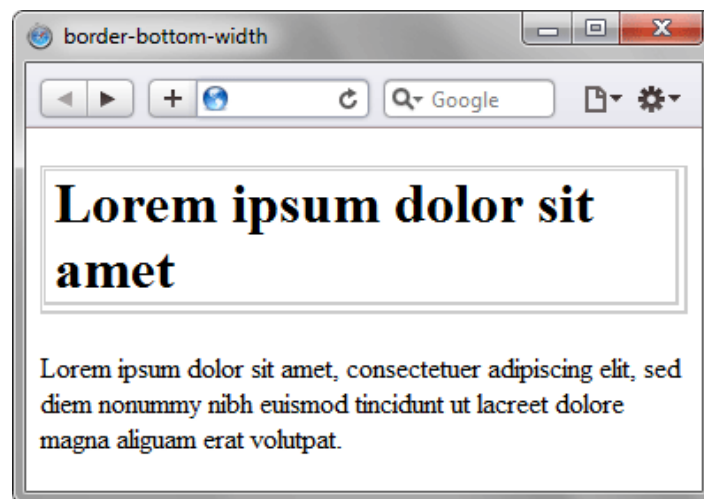 border-bottom-width
Google
Lorem ipsum dolor sit
amet
Lorem ipsum dolor sit amet, consectetuer adipiscing elit, sed
diem nonummy nibh euismod tincidunt ut lacreet dolore
magna aliguam erat volutpat.